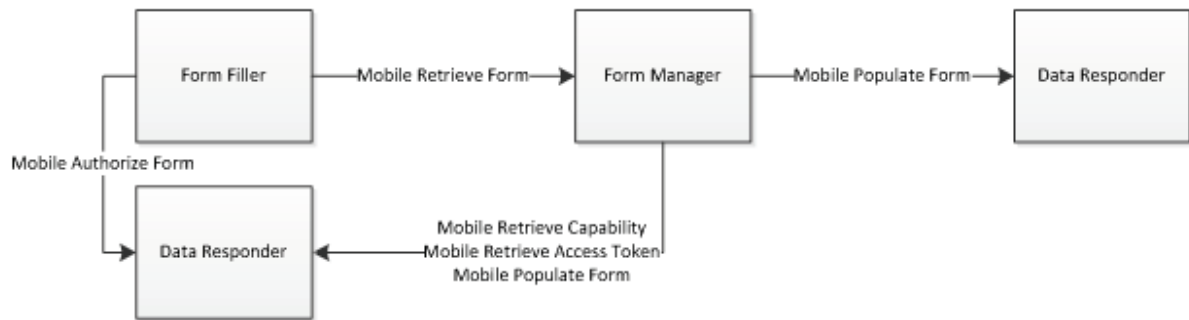 Form Filler
Mobile Retrieve Form
Form Manager
Mobile Populate Form
Data Responder
Mobile Authorize Form
Data Responder
Mobile Retrieve Capability
Mobile Retrieve Access Token
Mobile Populate Form